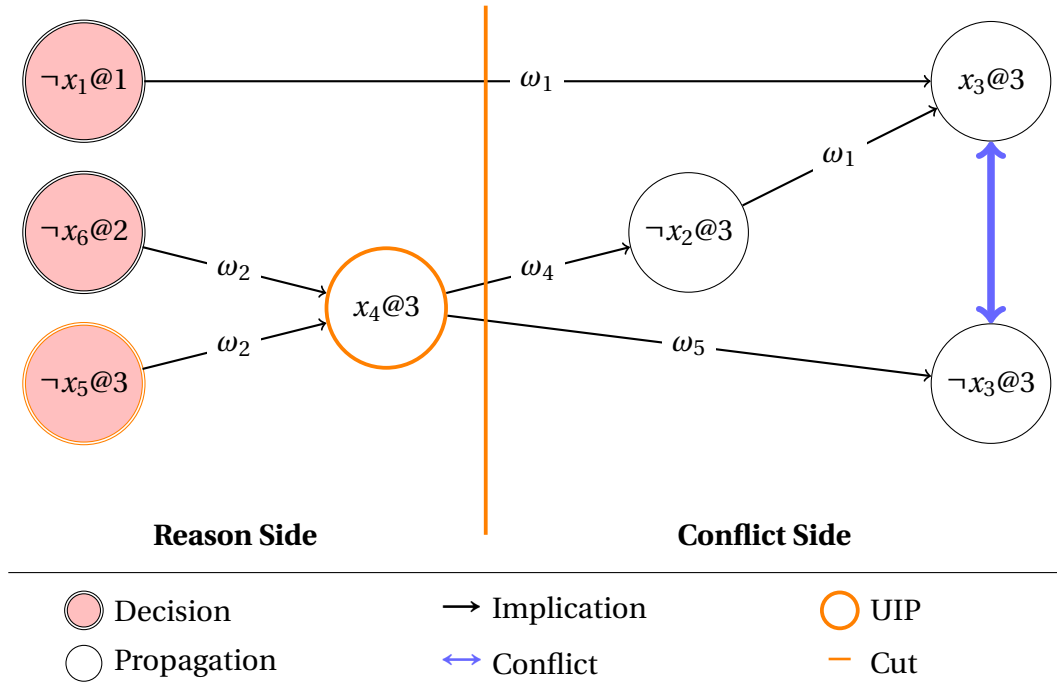 ¬x₁@1
ω₁
x₃@3
ω₁
¬x₆@2
¬x₂@3
ω₂
ω₄
x₄@3
ω₂
ω₅
¬x₅@3
¬x₃@3
Reason Side
Conflict Side
Decision
Implication
UIP
Propagation
Conflict
Cut